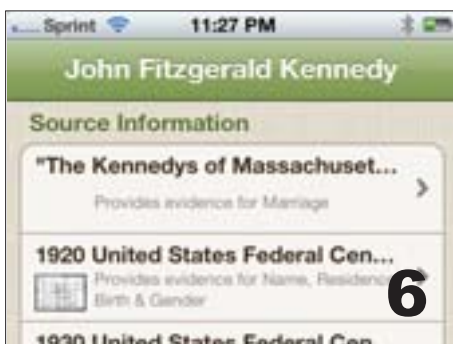 Sprint 11:27 PM
John Fitzgerald Kennedy
Source Information
"The Kennedys of Massachuset...
Provides evidence for Marriage
1920 United States Federal Cen...
Provides evidence for Name, Residence
Birth & Gender
6
1930 United States Federal Cen